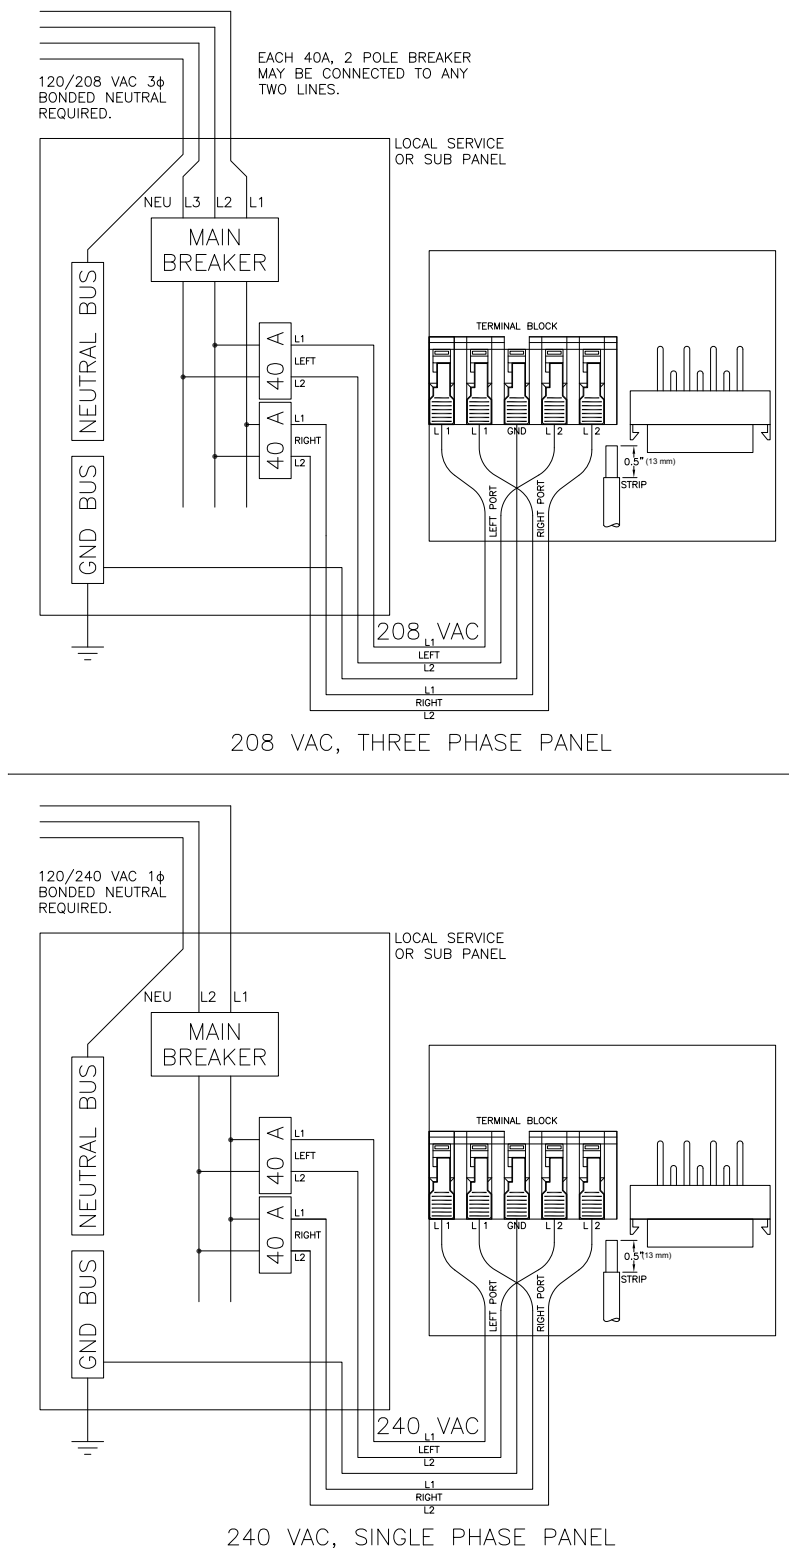 EACH 40A, 2 POLE BREAKER
MAY BE CONNECTED TO ANY
TWO LINES.
120/208 VAC 3ϕ
BONDED NEUTRAL
REQUIRED.
LOCAL SERVICE
OR SUB PANEL
NEU L3 L2 L1
MAIN
BREAKER
NEUTRAL BUS
GND BUS
40 A
L1
LEFT
L2
40 A
L1
RIGHT
L2
TERMINAL BLOCK
L 1 L 1 GND L 2 L 2
0.5" (13 mm)
STRIP
LEFT PORT
RIGHT PORT
208 VAC
L1
LEFT
L2
L1
RIGHT
L2
208 VAC, THREE PHASE PANEL
120/240 VAC 1ϕ
BONDED NEUTRAL
REQUIRED.
LOCAL SERVICE
OR SUB PANEL
NEU L2 L1
MAIN
BREAKER
NEUTRAL BUS
GND BUS
40 A
L1
LEFT
L2
40 A
L1
RIGHT
L2
TERMINAL BLOCK
L 1 L 1 GND L 2 L 2
0.5"(13 mm)
STRIP
LEFT PORT
RIGHT PORT
240 VAC
L1
LEFT
L2
L1
RIGHT
L2
240 VAC, SINGLE PHASE PANEL